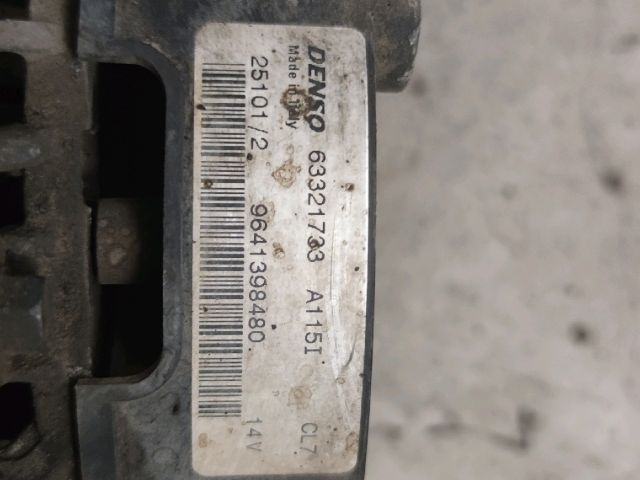 DENSO 63321733 A115I CL7
Made in Italy
25101/2 9641398480 14V